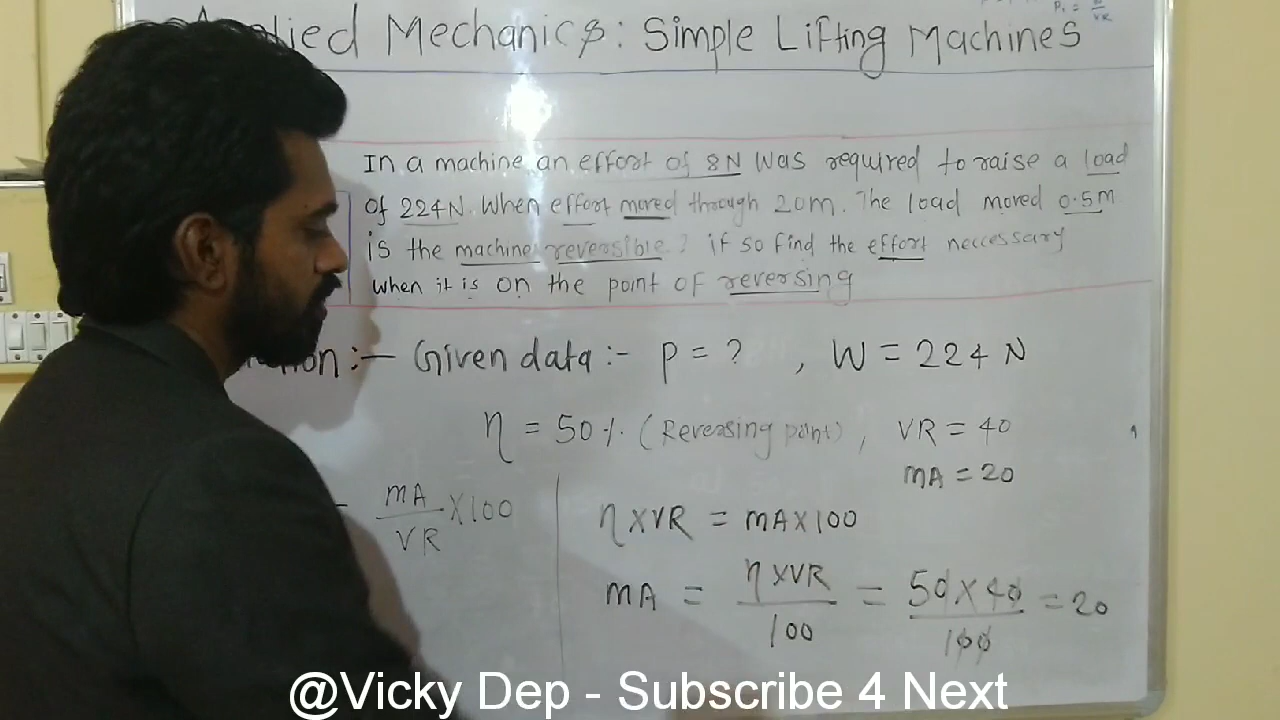 P₁ = W/VR
Applied Mechanics: Simple Lifting Machines
In a machine an effort of 8N was required to raise a load
of 224N. When effort moved through 20m. The load moved 0.5m
is the machine reversible? if so find the effort neccessary
when it is on the point of reversing
:- Given data :- P = ? , W = 224 N
η = 50 % (Reversing point), VR = 40
MA = 20
MA/VR X 100
η X VR = MA X 100
MA = η X VR / 100 = 50 X 40 / 100 = 20
@Vicky Dep - Subscribe 4 Next